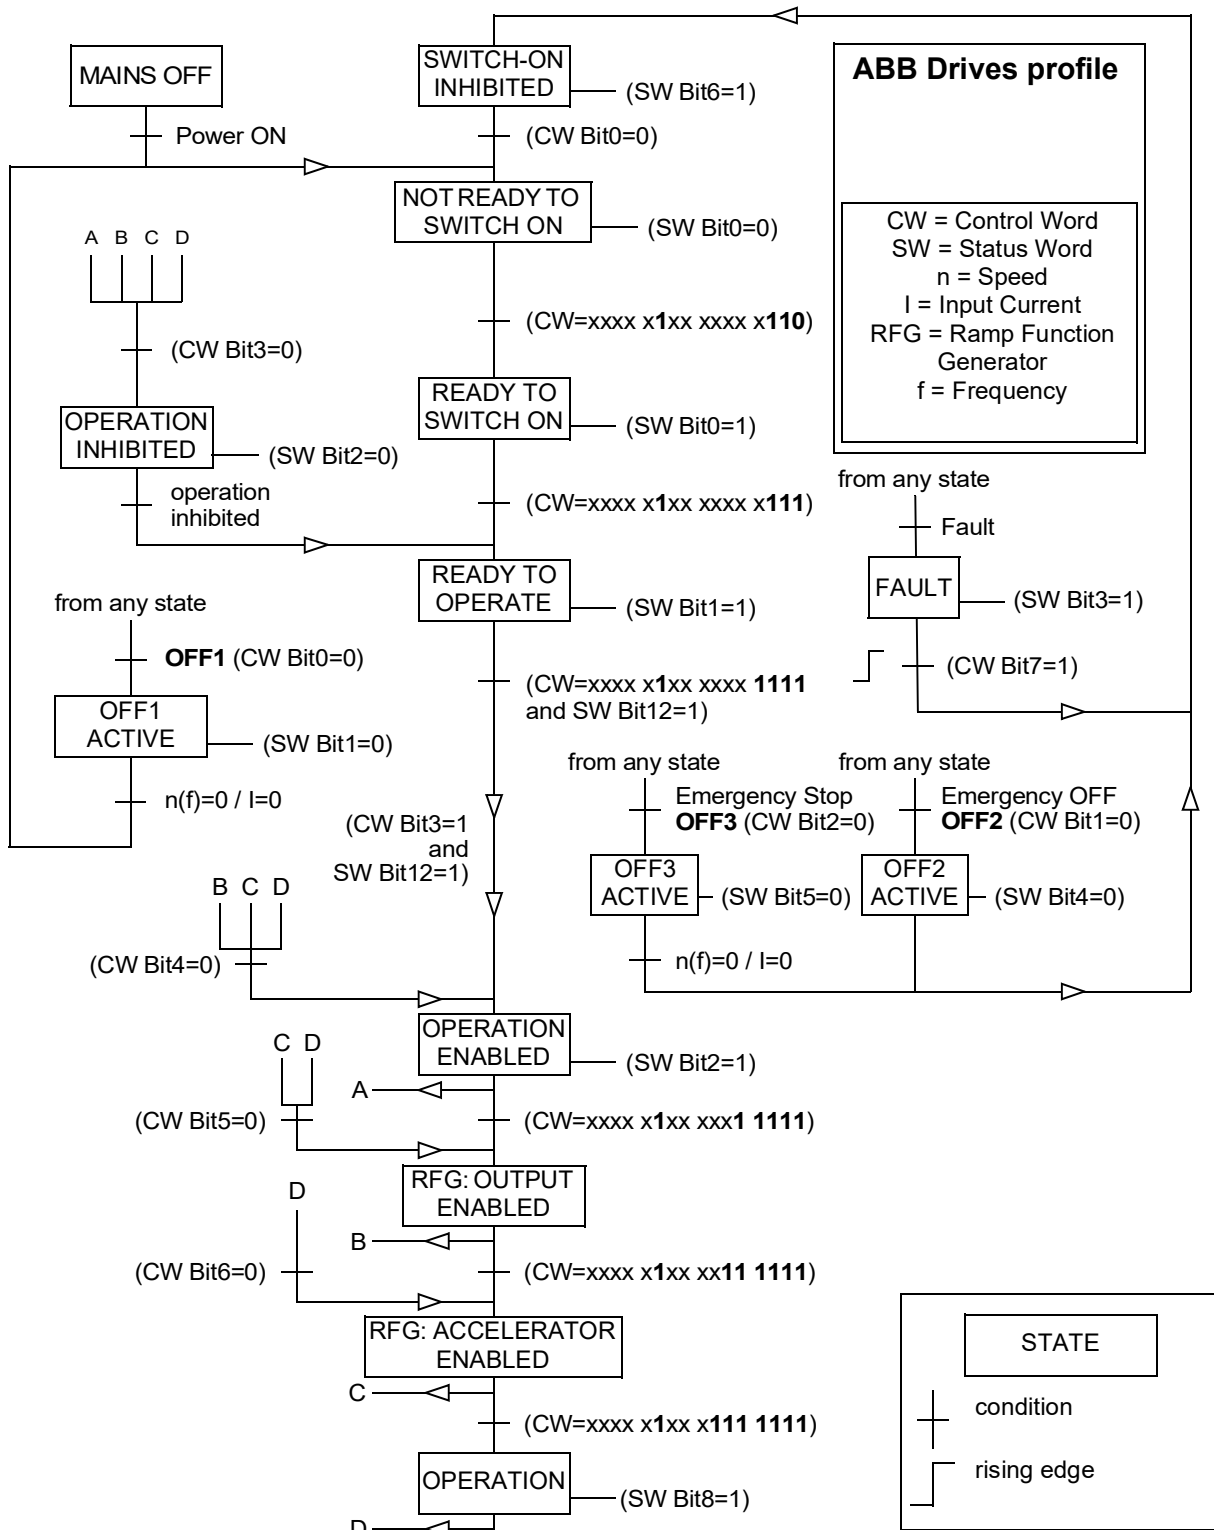 SWITCH-ON
INHIBITED
(SW Bit6=1)
MAINS OFF
Power ON
(CW Bit0=0)
ABB Drives profile
CW = Control Word
SW = Status Word
n = Speed
I = Input Current
RFG = Ramp Function
Generator
f = Frequency
NOT READY TO
SWITCH ON
(SW Bit0=0)
A B C D
(CW Bit3=0)
(CW=xxxx x1xx xxxx x110)
READY TO
SWITCH ON
(SW Bit0=1)
OPERATION
INHIBITED
(SW Bit2=0)
operation
inhibited
(CW=xxxx x1xx xxxx x111)
from any state
Fault
FAULT
(SW Bit3=1)
(CW Bit7=1)
READY TO
OPERATE
(SW Bit1=1)
from any state
OFF1 (CW Bit0=0)
OFF1
ACTIVE
(SW Bit1=0)
n(f)=0 / I=0
(CW=xxxx x1xx xxxx 1111
and SW Bit12=1)
(CW Bit3=1
and
SW Bit12=1)
from any state
Emergency Stop
OFF3 (CW Bit2=0)
OFF3
ACTIVE
(SW Bit5=0)
n(f)=0 / I=0
from any state
Emergency OFF
OFF2 (CW Bit1=0)
OFF2
ACTIVE
(SW Bit4=0)
B C D
(CW Bit4=0)
OPERATION
ENABLED
(SW Bit2=1)
A
C D
(CW Bit5=0)
(CW=xxxx x1xx xxx1 1111)
RFG: OUTPUT
ENABLED
B
D
(CW Bit6=0)
(CW=xxxx x1xx xx11 1111)
RFG: ACCELERATOR
ENABLED
C
(CW=xxxx x1xx x111 1111)
OPERATION
(SW Bit8=1)
D
STATE
condition
rising edge